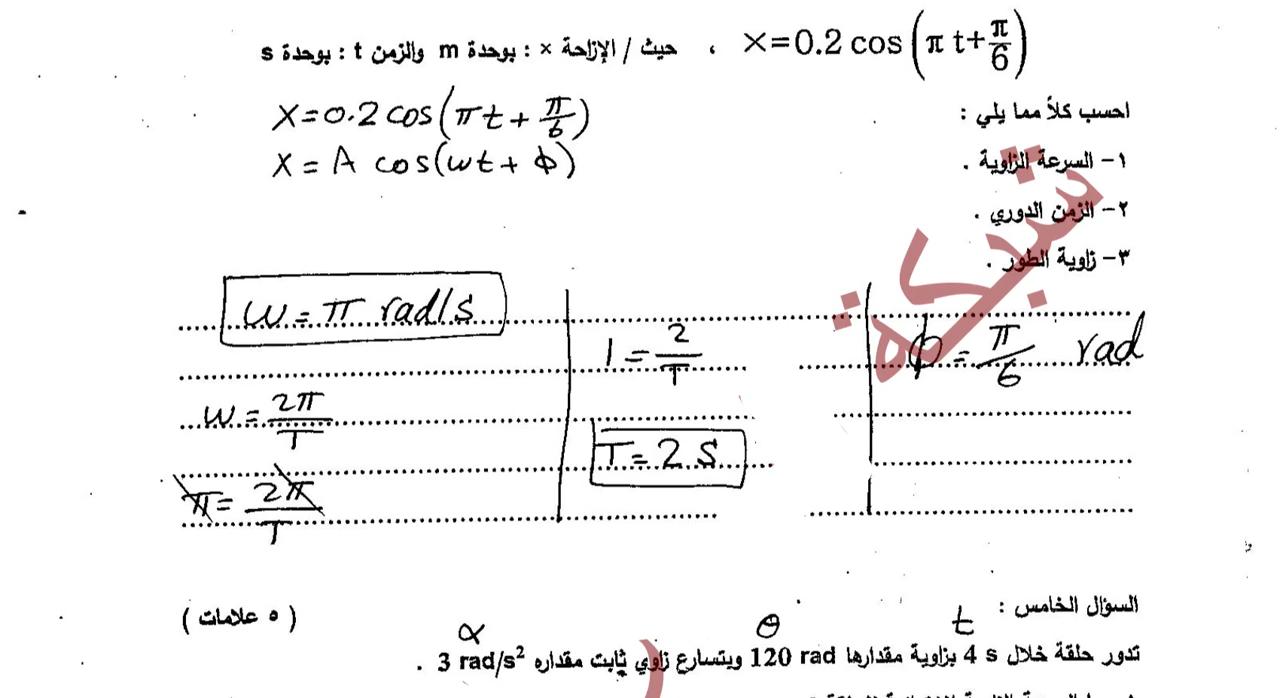 x=0.2 cos(π t+π/6) ، حيث / الإزاحة x : بوحدة m والزمن t : بوحدة s
احسب كلاً مما يلي :
x=0.2 cos(πt + π/6)
x = A cos(ωt + ϕ)
١- السرعة الزاوية .
٢- الزمن الدوري .
٣- زاوية الطور .
شبكة
ω = π rad/s
ω = 2π/T
π = 2π/T
1 = 2/T
T = 2 s
ϕ = π/6 rad
السؤال الخامس :
( ٥ علامات )
t
θ
α
تدور حلقة خلال 4 s بزاوية مقدارها 120 rad وبتسارع زاوي ثابت مقداره 3 rad/s² .